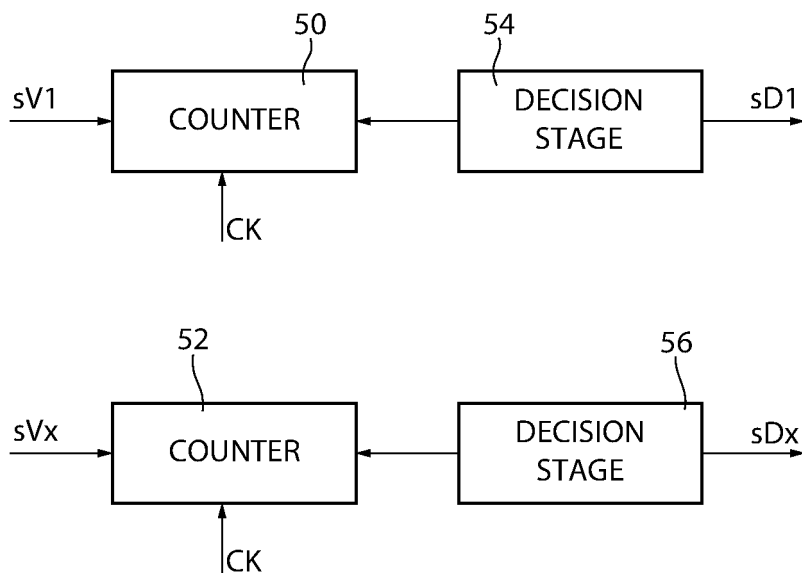 50
54
sV1
COUNTER
DECISION
STAGE
sD1
CK
52
56
sVx
COUNTER
DECISION
STAGE
sDx
CK